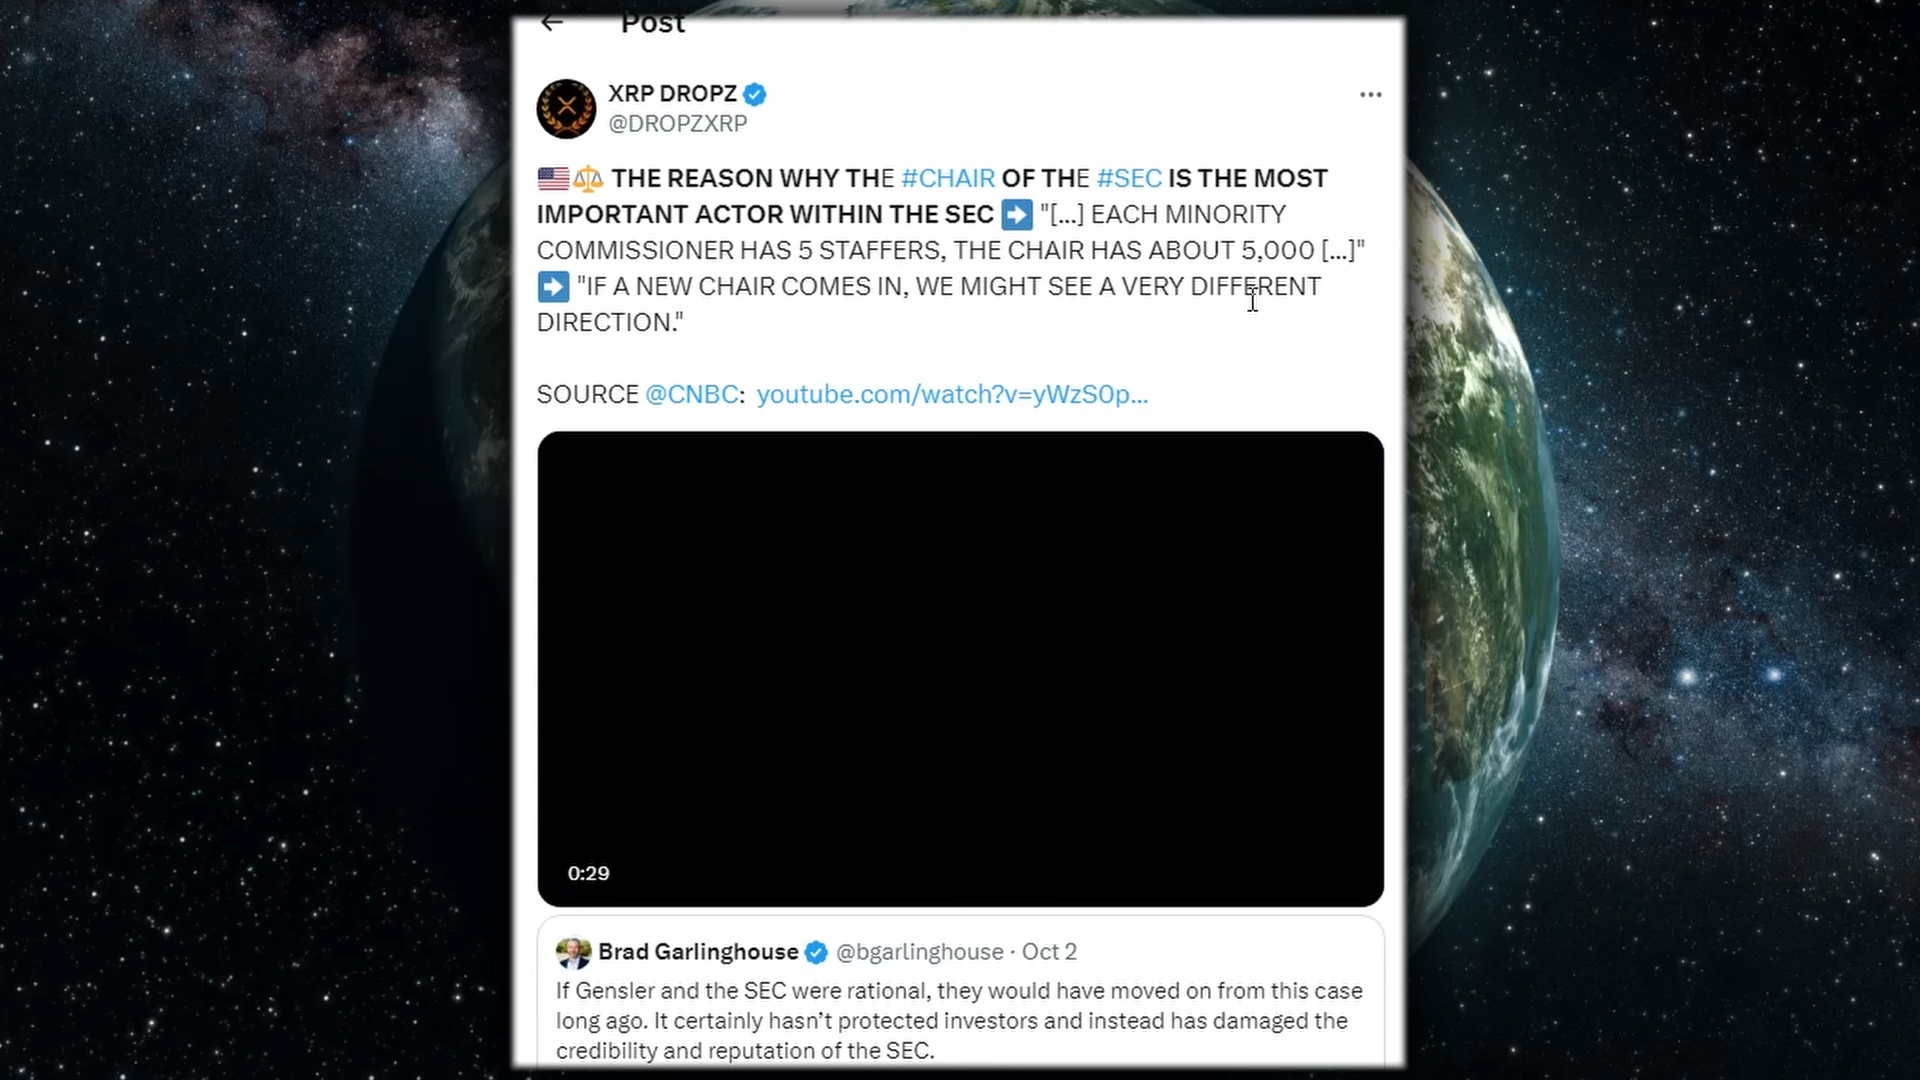 Post
XRP DROPZ
@DROPZXRP
THE REASON WHY THE #CHAIR OF THE #SEC IS THE MOST
IMPORTANT ACTOR WITHIN THE SEC ➡️ "[...] EACH MINORITY
COMMISSIONER HAS 5 STAFFERS, THE CHAIR HAS ABOUT 5,000 [...]"
➡️ "IF A NEW CHAIR COMES IN, WE MIGHT SEE A VERY DIFFERENT
DIRECTION."
SOURCE @CNBC: youtube.com/watch?v=yWzS0p...
0:29
Brad Garlinghouse @bgarlinghouse · Oct 2
If Gensler and the SEC were rational, they would have moved on from this case
long ago. It certainly hasn't protected investors and instead has damaged the
credibility and reputation of the SEC.